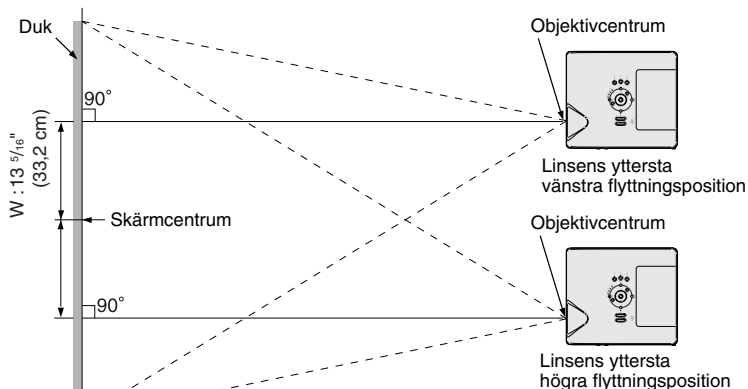 Duk
Objektivcentrum
90°
W : 13 5/16"
(33,2 cm)
Linsens yttersta
vänstra flyttningsposition
Skärmcentrum
Objektivcentrum
90°
Linsens yttersta
högra flyttningsposition